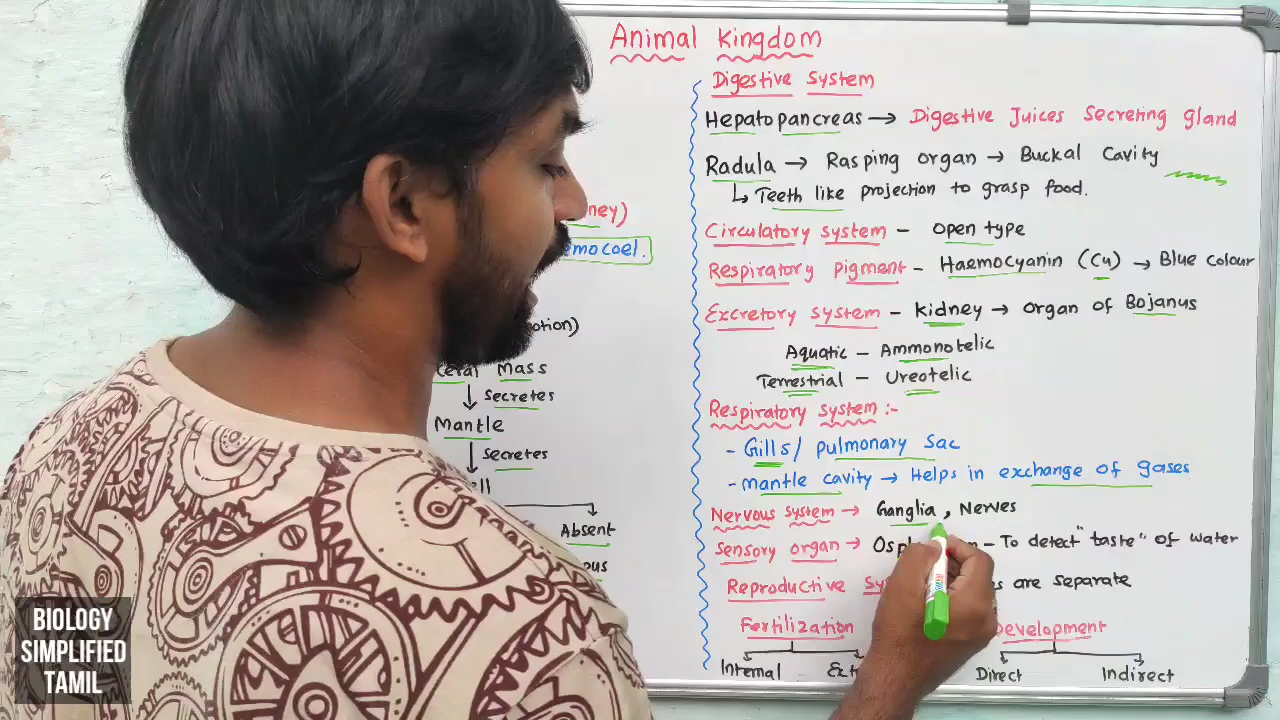 Animal Kingdom
Digestive System
Hepatopancreas → Digestive Juices Secreting gland
Radula → Rasping organ → Buckal Cavity
↳ Teeth like projection to grasp food.
Circulatory system - open type
Respiratory pigment - Haemocyanin (Cu) → Blue Colour
Excretory system - kidney → organ of Bojanus
Aquatic - Ammonotelic
Terrestrial - Ureotelic
Respiratory system :-
- Gills / pulmonary Sac
- mantle cavity → Helps in exchange of gases
Nervous system → Ganglia , Nerves
Sensory organ → - To detect "taste" of water
Reproductive are separate
Fertilization Development
Internal Direct Indirect
Mass
↓ Secretes
Mantle
↓ Secretes
Absent
BIOLOGY
SIMPLIFIED
TAMIL